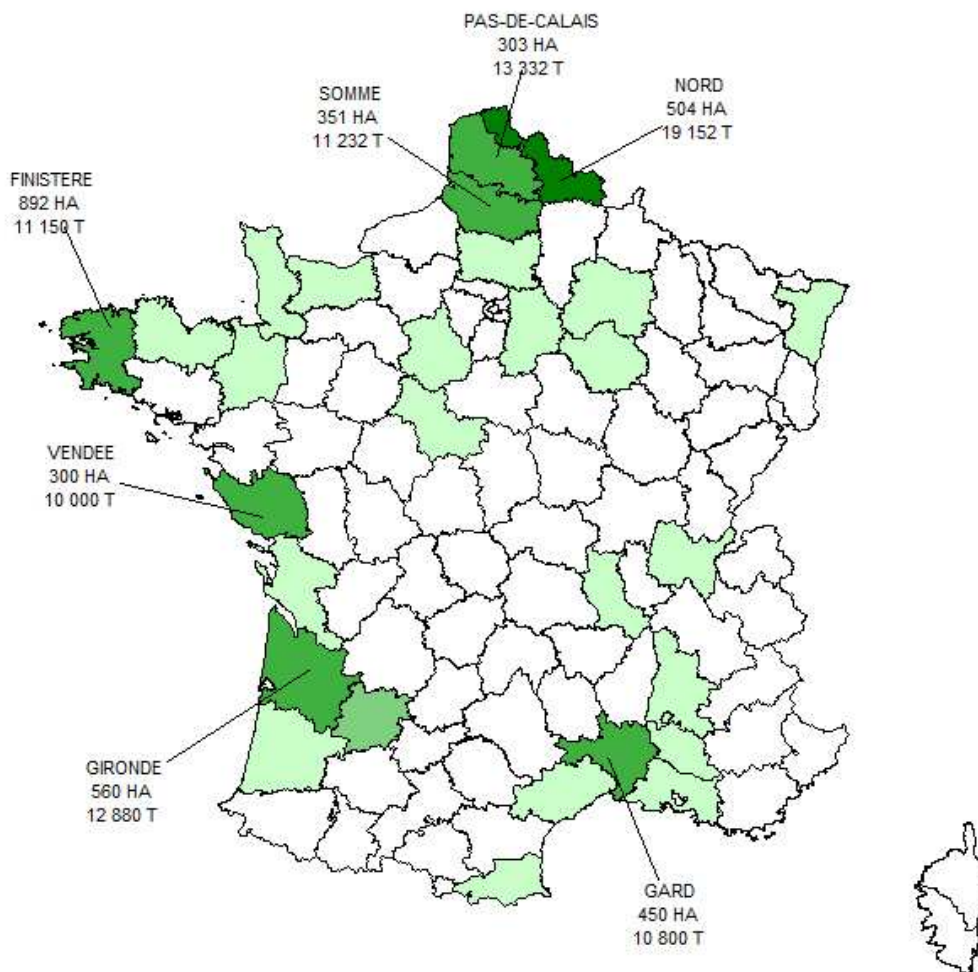 PAS-DE-CALAIS
303 HA
13 332 T
NORD
504 HA
19 152 T
SOMME
351 HA
11 232 T
FINISTERE
892 HA
11 150 T
VENDEE
300 HA
10 000 T
GIRONDE
560 HA
12 880 T
GARD
450 HA
10 800 T